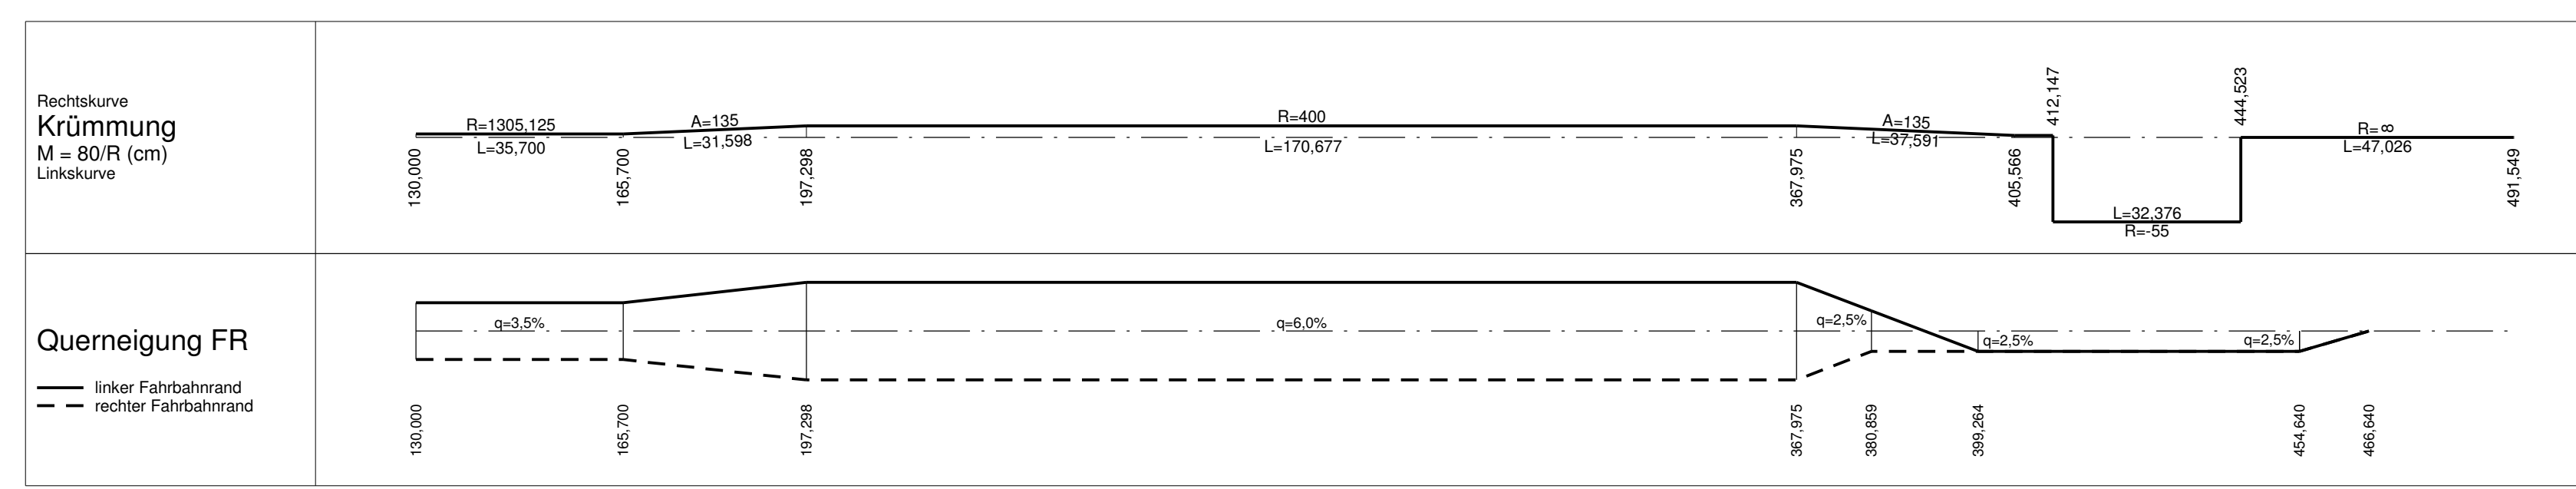 Rechtskurve
Krümmung
M = 80/R (cm)
Linkskurve
R=1305,125
L=35,700
A=135
L=31,598
R=400
L=170,677
A=135
L=37,591
L=32,376
R=-55
R=∞
L=47,026
130,000
165,700
197,298
367,975
405,566
412,147
444,523
491,549
Querneigung FR
linker Fahrbahnrand
rechter Fahrbahnrand
q=3,5%
q=6,0%
q=2,5%
q=2,5%
q=2,5%
130,000
165,700
197,298
367,975
380,859
399,264
454,640
466,640